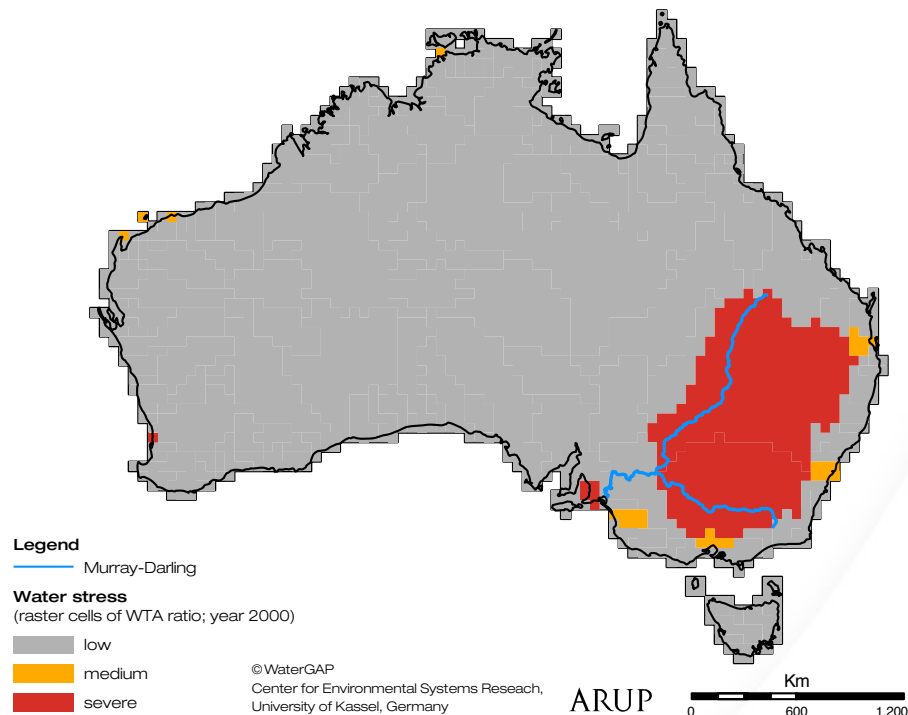 Legend
Murray-Darling
Water stress
(raster cells of WTA ratio; year 2000)
low
medium
severe
©WaterGAP
Center for Environmental Systems Reseach,
University of Kassel, Germany
ARUP
Km
0 600 1,200